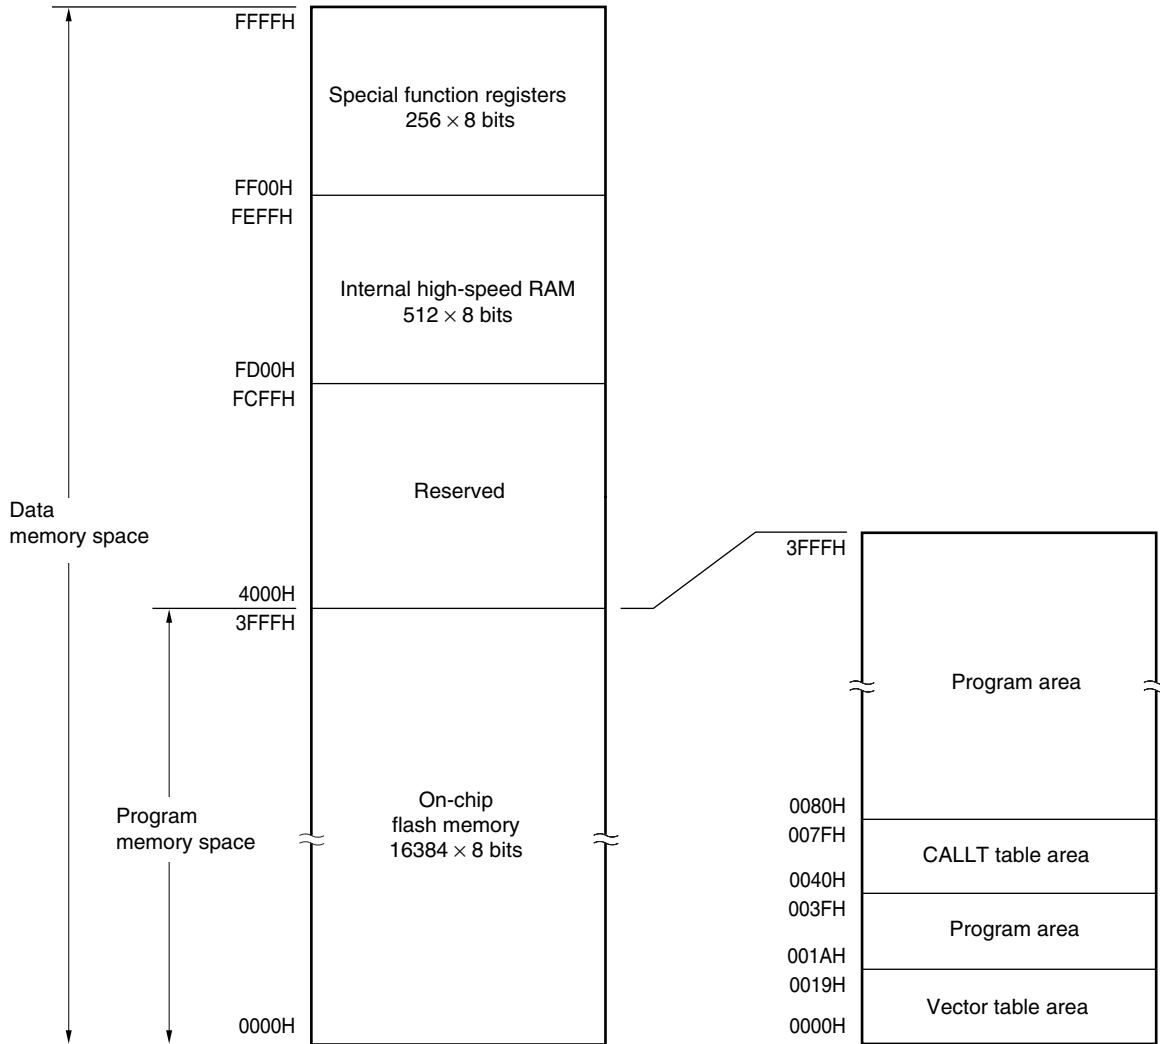 FFFFH
Special function registers
256 × 8 bits
FF00H
FEFFH
Internal high-speed RAM
512 × 8 bits
FD00H
FCFFH
Reserved
Data
memory space
4000H
3FFFH
Program
memory space
On-chip
flash memory
16384 × 8 bits
0000H
3FFFH
Program area
0080H
007FH
CALLT table area
0040H
003FH
Program area
001AH
0019H
Vector table area
0000H